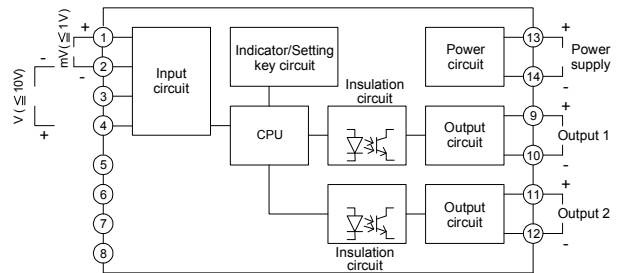 mV(≦1V)
+
-
V (≦10V)
-
+
1
2
3
4
5
6
7
8
Input
circuit
Indicator/Setting
key circuit
CPU
Insulation
circuit
Insulation
circuit
Power
circuit
Output
circuit
Output
circuit
13
14
+
Power
supply
-
9
10
+
Output 1
-
11
12
+
Output 2
-